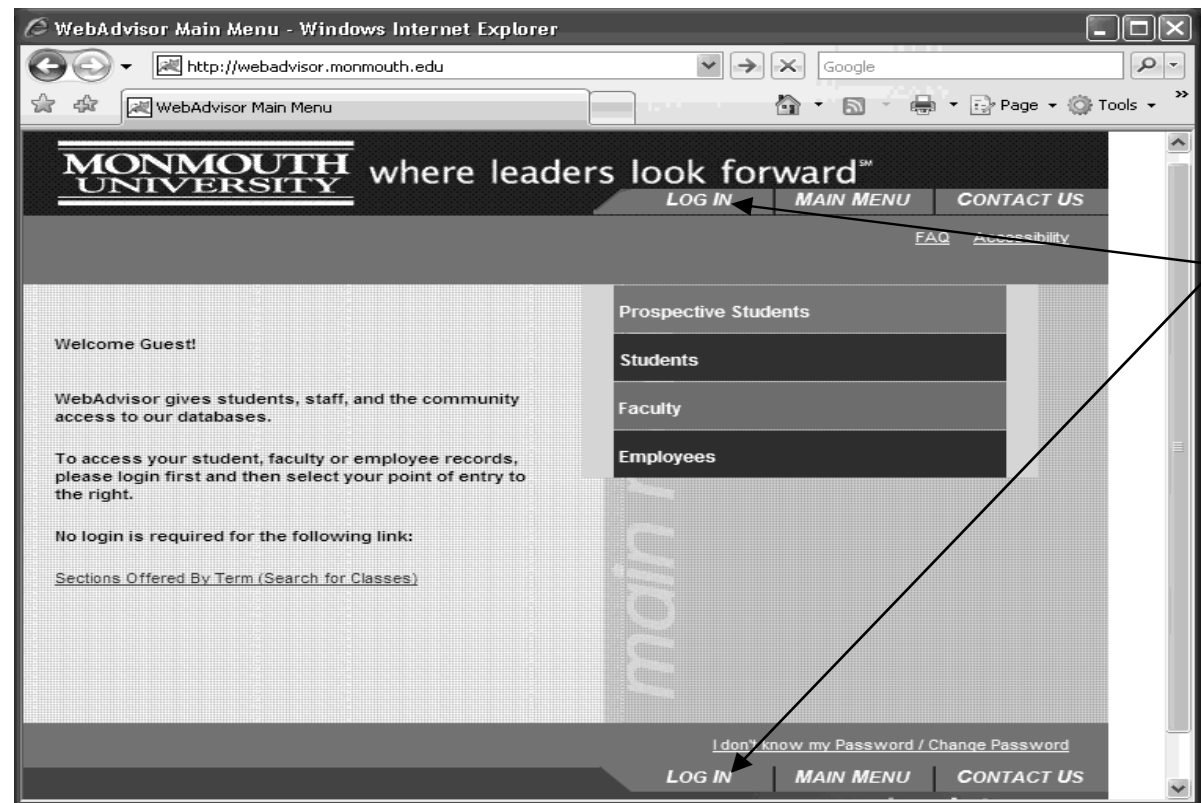 WebAdvisor Main Menu - Windows Internet Explorer
http://webadvisor.monmouth.edu
Google
WebAdvisor Main Menu
Page
Tools
MONMOUTH UNIVERSITY
where leaders look forward℠
LOG IN
MAIN MENU
CONTACT US
FAQ
Accessibility
Welcome Guest!
WebAdvisor gives students, staff, and the community
access to our databases.
To access your student, faculty or employee records,
please login first and then select your point of entry to
the right.
No login is required for the following link:
Sections Offered By Term (Search for Classes)
Prospective Students
Students
Faculty
Employees
main
I don't know my Password / Change Password
LOG IN
MAIN MENU
CONTACT US